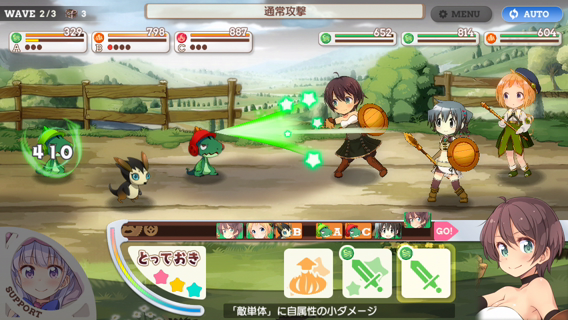 WAVE 2/3 3
通常攻撃
MENU
AUTO
329
798
887
652
814
604
A
B
C
410
B A C GO!
とっておき
SUPPORT
「敵単体」に自属性の小ダメージ